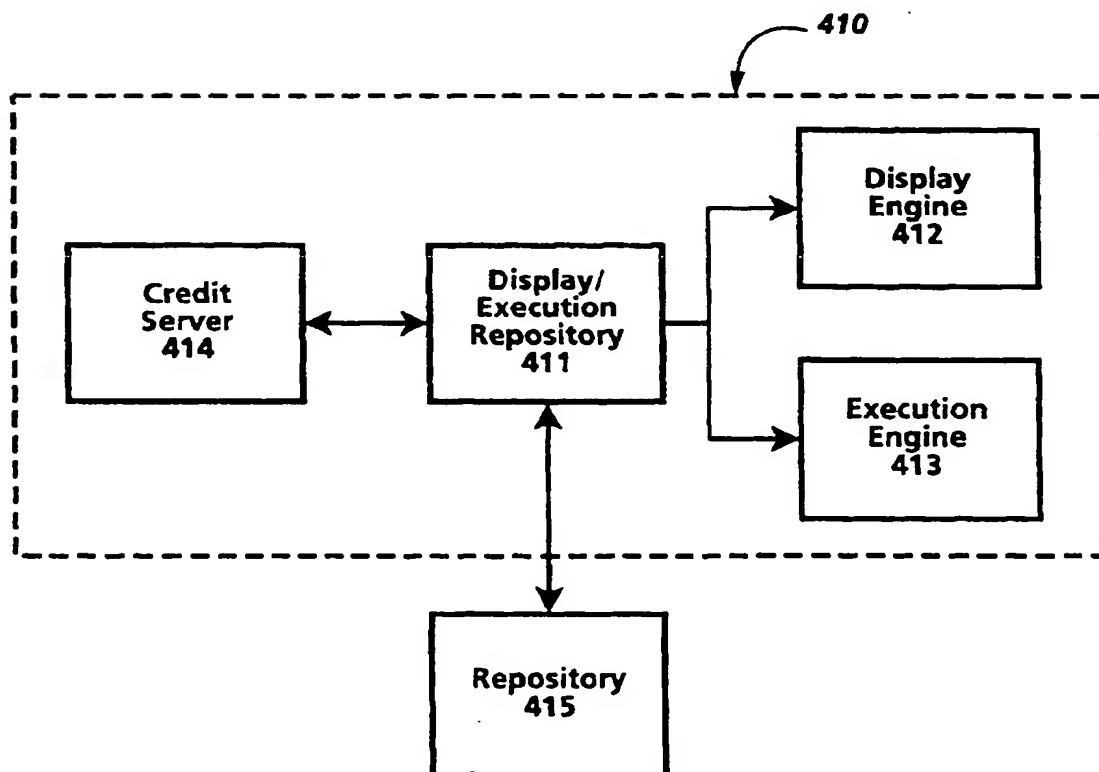 410
Display
Engine
412
Credit
Server
414
Display/
Execution
Repository
411
Execution
Engine
413
Repository
415